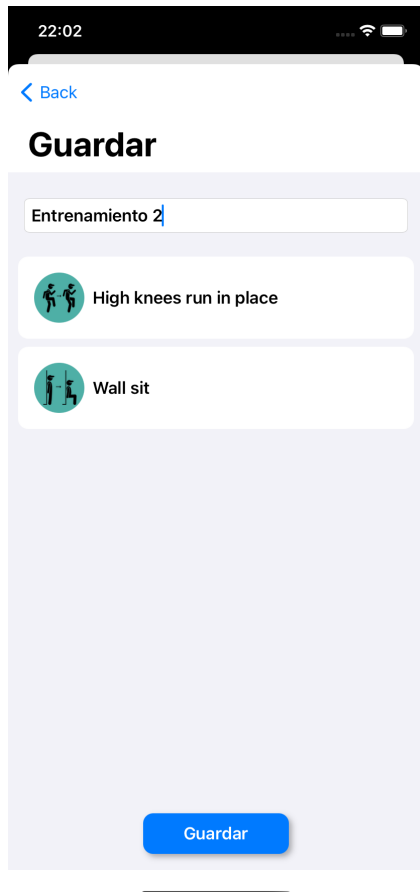 22:02
Back
Guardar
Entrenamiento 2
High knees run in place
Wall sit
Guardar